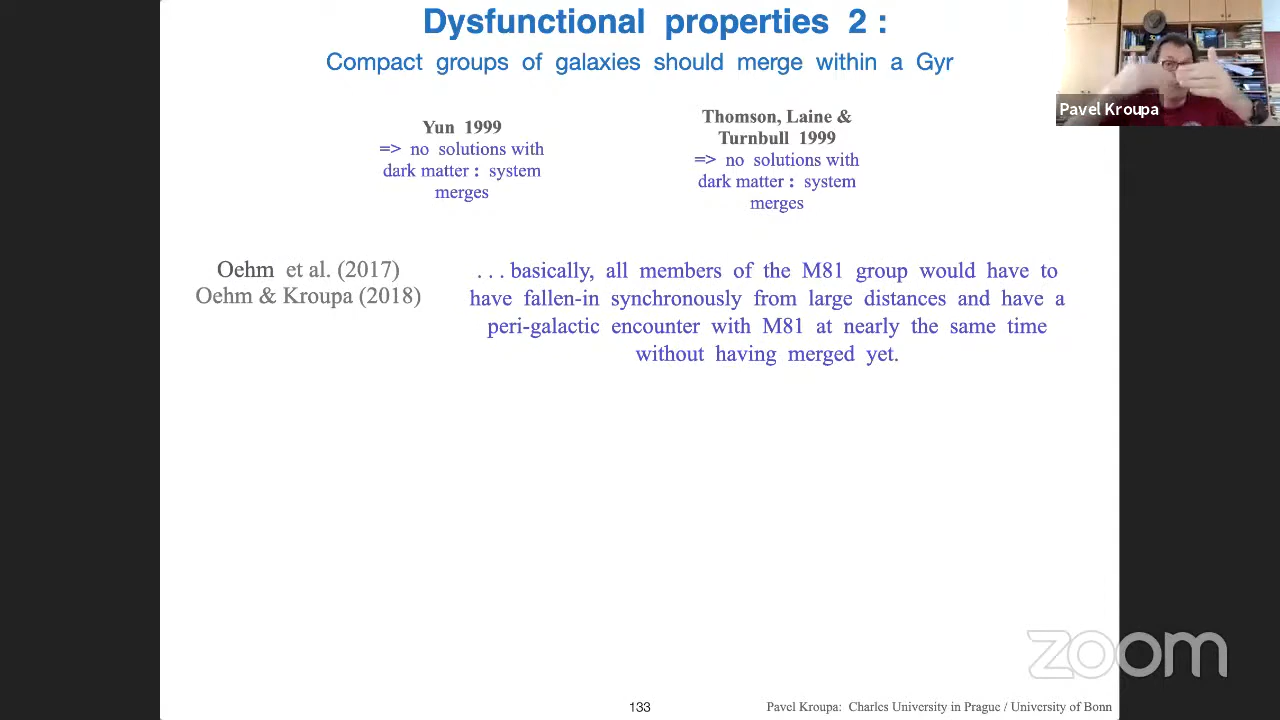 Dysfunctional properties 2 :
Compact groups of galaxies should merge within a Gyr
Pavel Kroupa
Yun 1999
=> no solutions with
dark matter : system
merges
Thomson, Laine &
Turnbull 1999
=> no solutions with
dark matter : system
merges
Oehm et al. (2017)
Oehm & Kroupa (2018)
. . . basically, all members of the M81 group would have to
have fallen-in synchronously from large distances and have a
peri-galactic encounter with M81 at nearly the same time
without having merged yet.
zoom
133
Pavel Kroupa: Charles University in Prague / University of Bonn